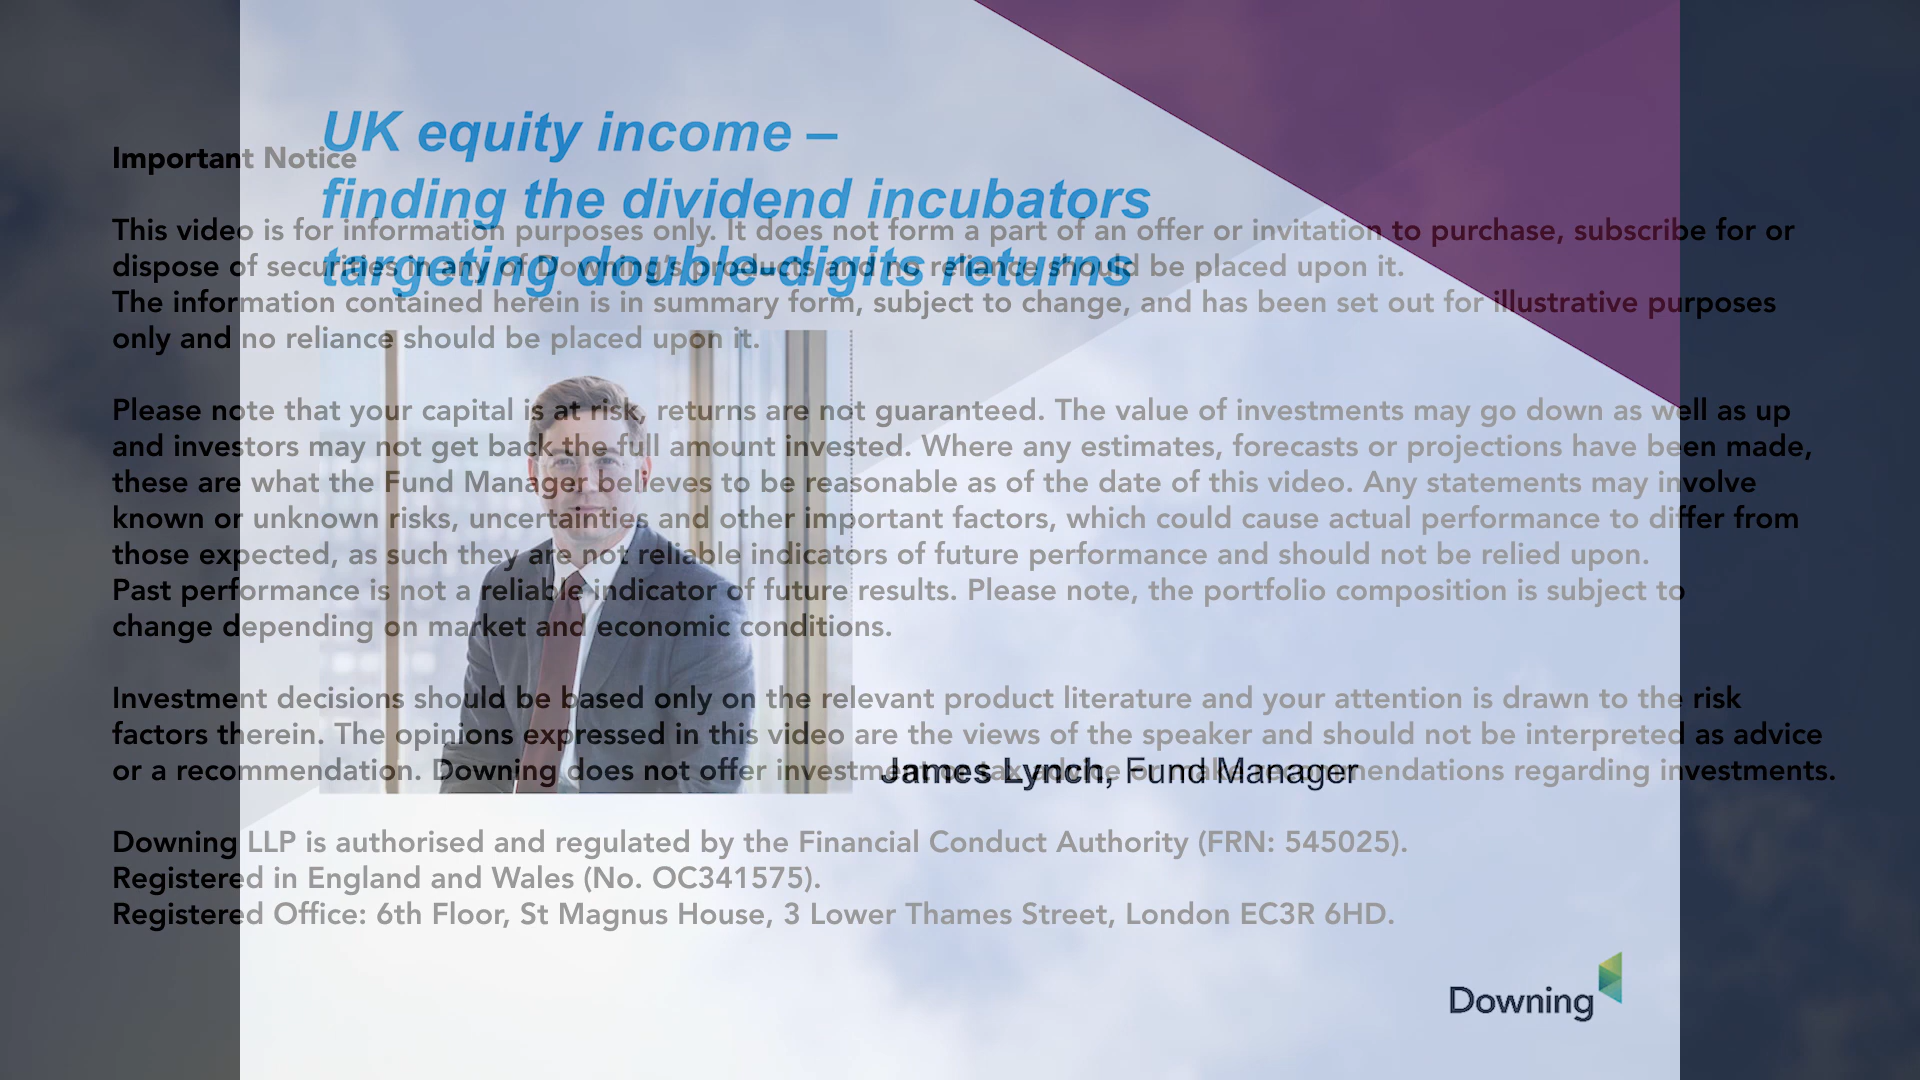 UK equity income –
finding the dividend incubators
targeting double-digits returns
Important Notice
This video is for information purposes only. It does not form a part of an offer or invitation to purchase, subscribe for or
dispose of securities in any of Downing's products and no reliance should be placed upon it.
The information contained herein is in summary form, subject to change, and has been set out for illustrative purposes
only and no reliance should be placed upon it.
Please note that your capital is at risk, returns are not guaranteed. The value of investments may go down as well as up
and investors may not get back the full amount invested. Where any estimates, forecasts or projections have been made,
these are what the Fund Manager believes to be reasonable as of the date of this video. Any statements may involve
known or unknown risks, uncertainties and other important factors, which could cause actual performance to differ from
those expected, as such they are not reliable indicators of future performance and should not be relied upon.
Past performance is not a reliable indicator of future results. Please note, the portfolio composition is subject to
change depending on market and economic conditions.
Investment decisions should be based only on the relevant product literature and your attention is drawn to the risk
factors therein. The opinions expressed in this video are the views of the speaker and should not be interpreted as advice
or a recommendation. Downing does not offer investment or tax advice or make recommendations regarding investments.
James Lynch, Fund Manager
Downing LLP is authorised and regulated by the Financial Conduct Authority (FRN: 545025).
Registered in England and Wales (No. OC341575).
Registered Office: 6th Floor, St Magnus House, 3 Lower Thames Street, London EC3R 6HD.
Downing